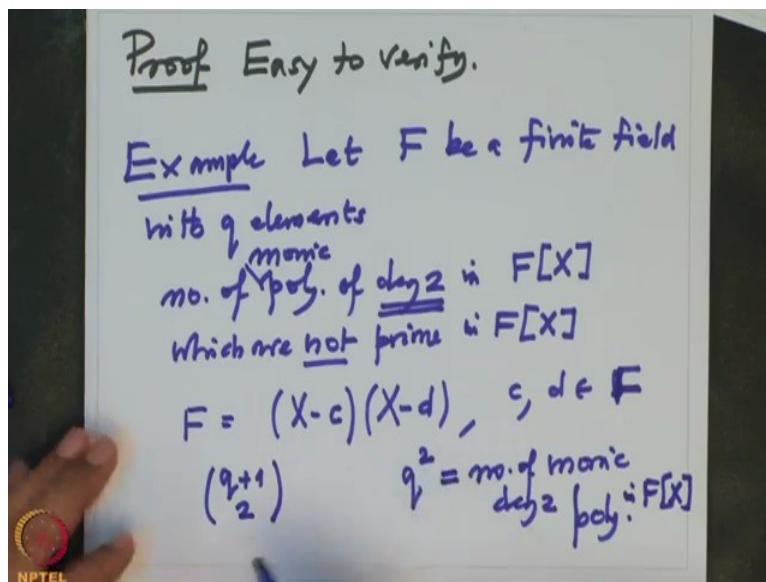 Proof Easy to verify.
Example Let F be a finite field
with q elements
monic
no. of poly. of deg 2 in F[X]
which are not prime in F[X]
F = (X-c)(X-d), c, d ∈ F
(q+1 2) q² = no. of monic
deg 2 poly. in F[X]
NPTEL